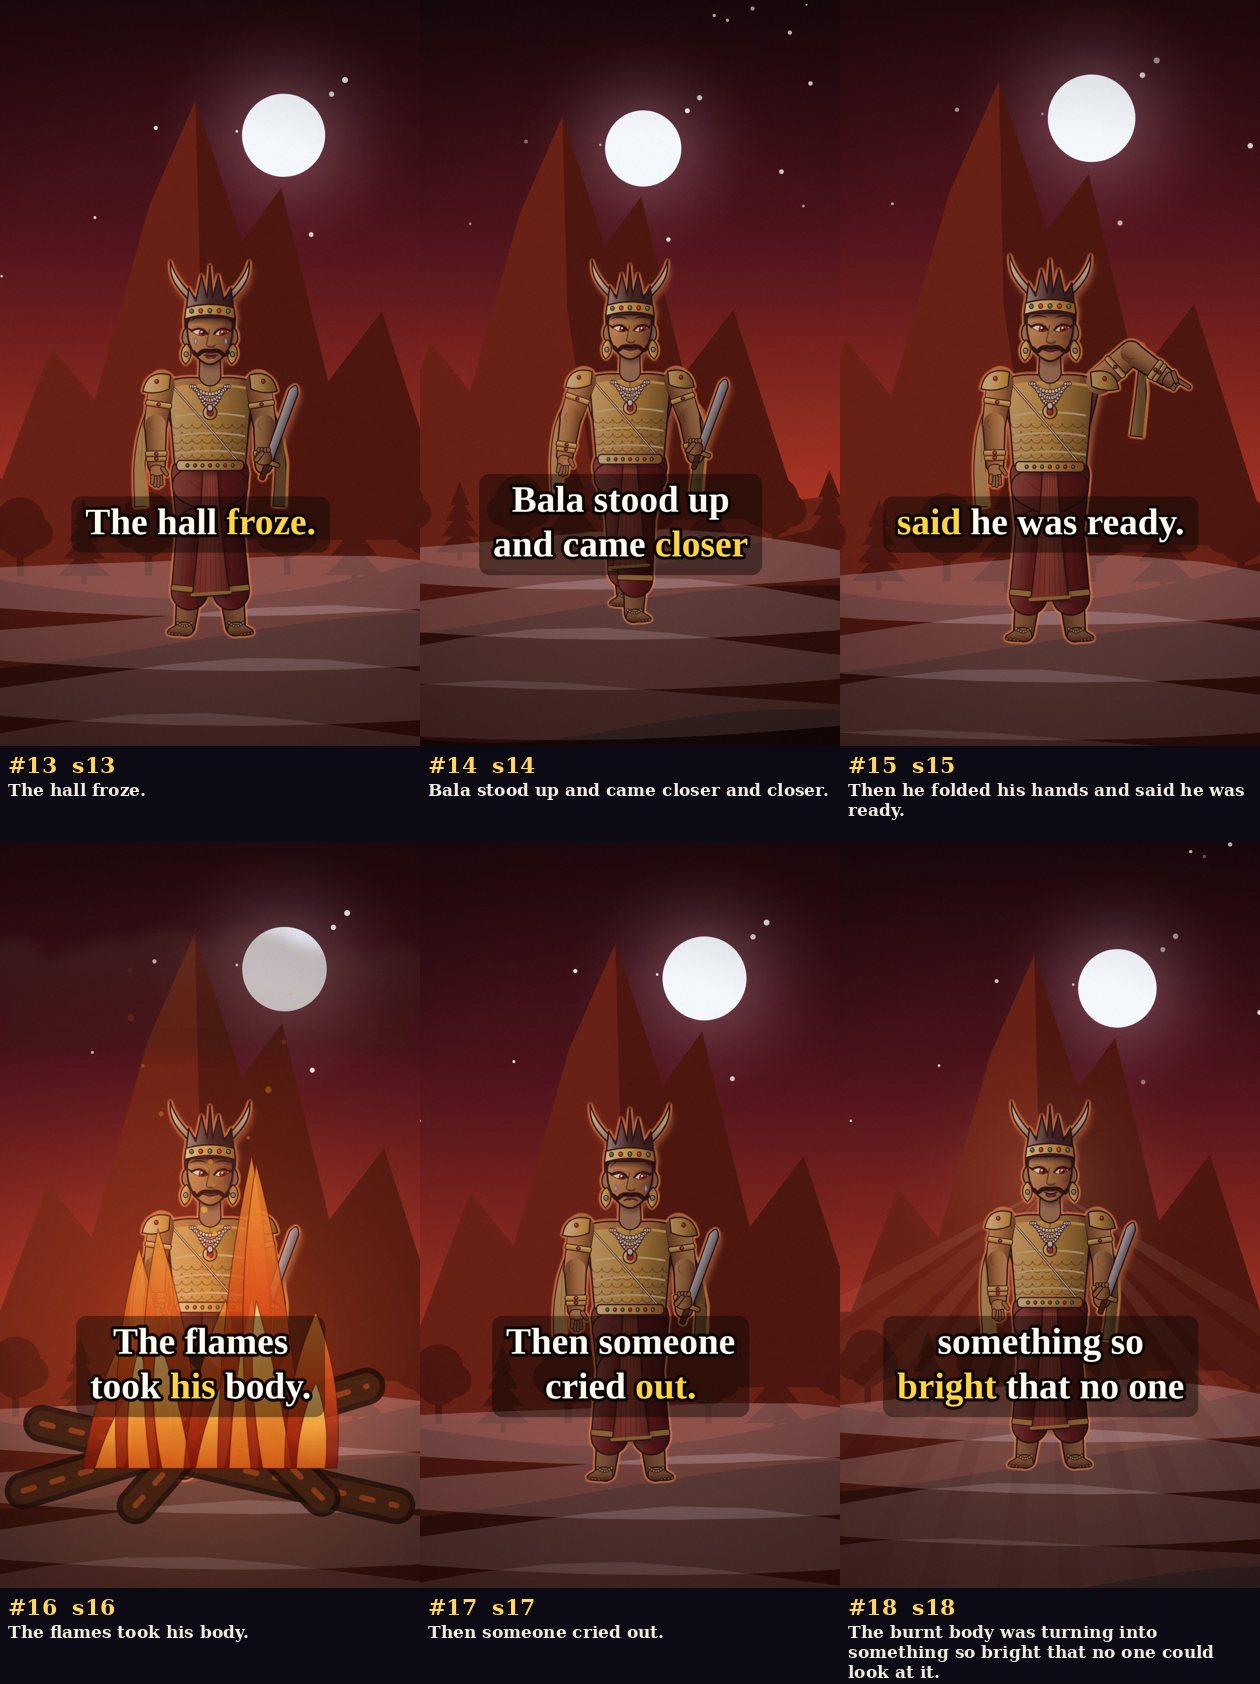 The hall froze.
Bala stood up
and came closer
said he was ready.
#13 s13
The hall froze.
#14 s14
Bala stood up and came closer and closer.
#15 s15
Then he folded his hands and said he was
ready.
The flames
took his body.
Then someone
cried out.
something so
bright that no one
#16 s16
The flames took his body.
#17 s17
Then someone cried out.
#18 s18
The burnt body was turning into
something so bright that no one could
look at it.